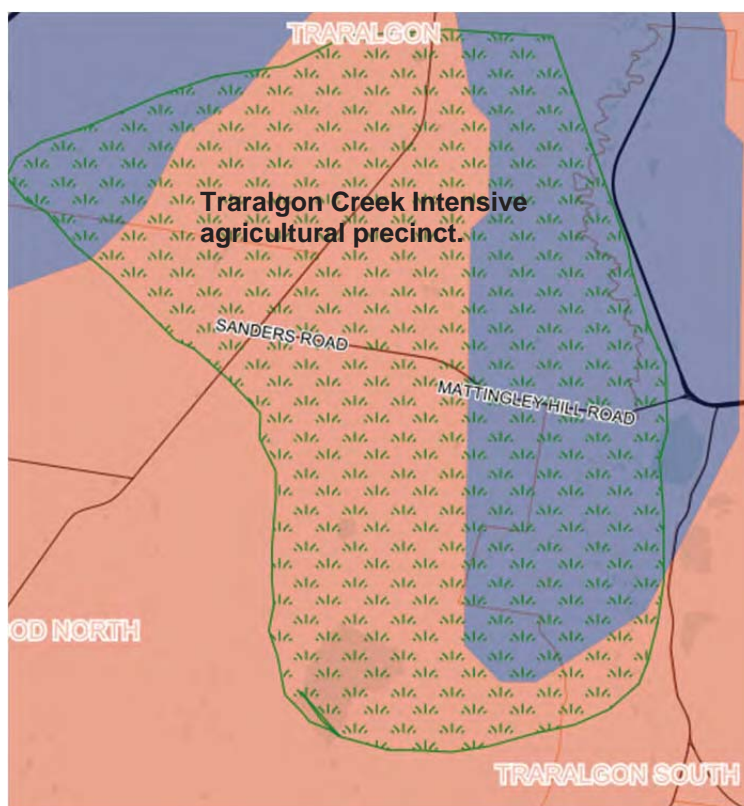 TRARALGON
Traralgon Creek Intensive
agricultural precinct.
SANDERS ROAD
MATTINGLEY HILL ROAD
OD NORTH
TRARALGON SOUTH